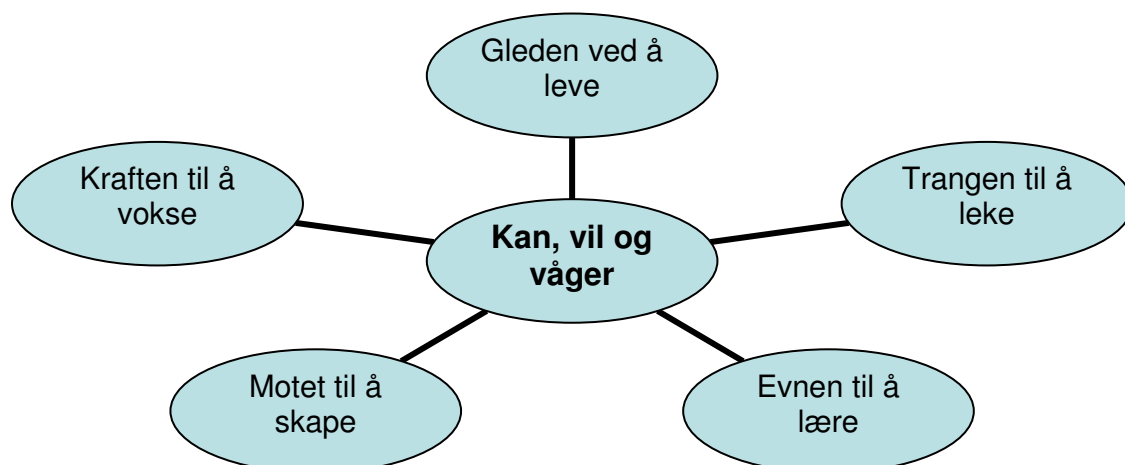 Gleden ved å
leve
Kraften til å
vokse
Trangen til å
leke
Kan, vil og
våger
Motet til å
skape
Evnen til å
lære